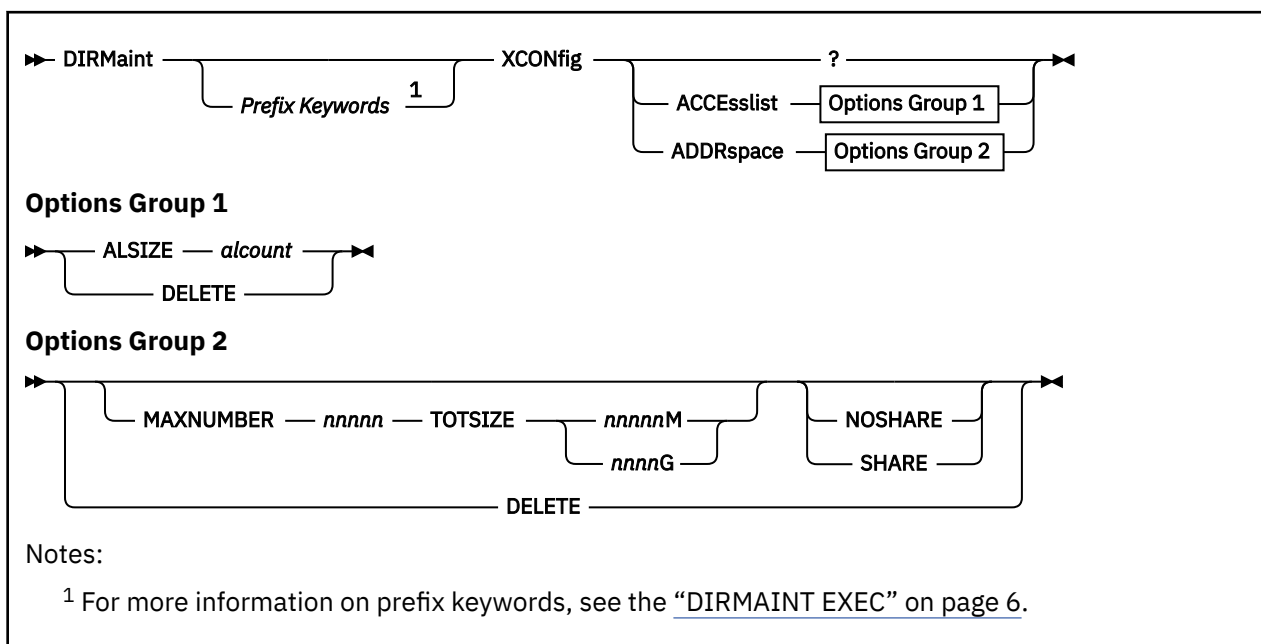 DIRMaint XCONfig ?
Prefix Keywords 1 ACCEsslist Options Group 1
ADDRspace Options Group 2
Options Group 1
ALSIZE alcount
DELETE
Options Group 2
MAXNUMBER nnnnn TOTSIZE nnnnnM NOSHARE
nnnnG SHARE
DELETE
Notes:
1 For more information on prefix keywords, see the “DIRMAINT EXEC” on page 6.